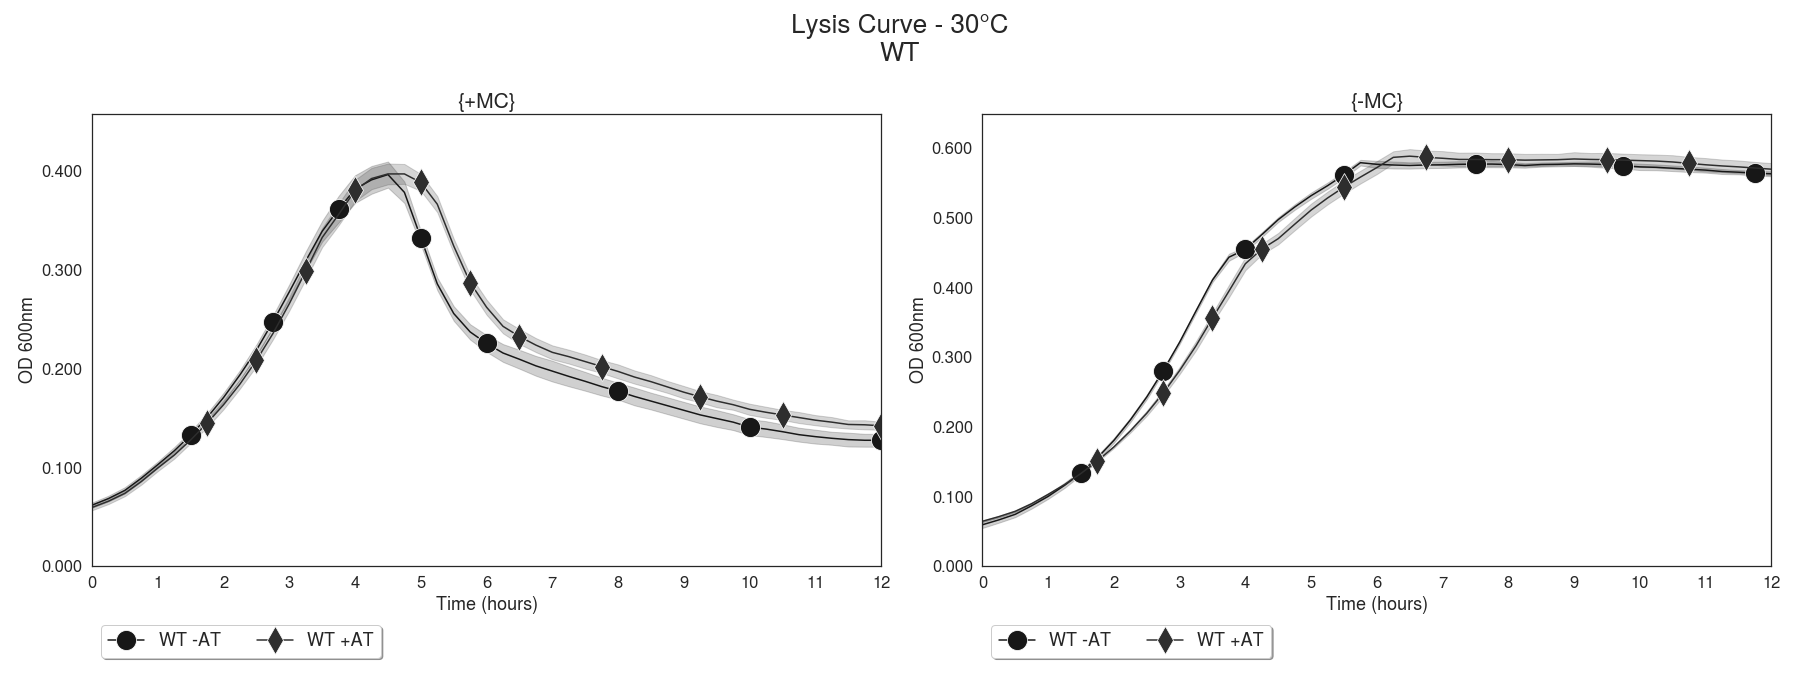 Lysis Curve - 30°C
WT
{+MC}
OD 600nm
0.400
0.300
0.200
0.100
0.000
0 1 2 3 4 5 6 7 8 9 10 11 12
Time (hours)
WT -AT WT +AT
{-MC}
OD 600nm
0.600
0.500
0.400
0.300
0.200
0.100
0.000
0 1 2 3 4 5 6 7 8 9 10 11 12
Time (hours)
WT -AT WT +AT